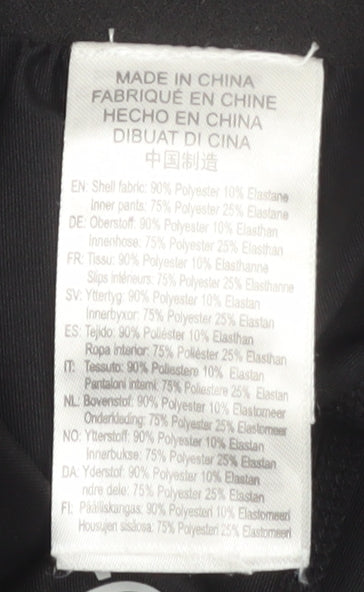 MADE IN CHINA
FABRIQUÉ EN CHINE
HECHO EN CHINA
DIBUAT DI CINA
中国制造
EN: Shell fabric: 90% Polyester 10% Elastane
Inner pants: 75% Polyester 25% Elastane
DE: Oberstoff: 90% Polyester 10% Elasthan
Innenhose: 75% Polyester 25% Elasthan
FR: Tissu: 90% Polyester 10% Elasthanne
Slips intérieurs: 75% Polyester 25% Elasthanne
SV: Yttertyg: 90% Polyester 10% Elastan
Innerbyxor: 75% Polyester 25% Elastan
ES: Tejido: 90% Poliéster 10% Elasthan
Ropa interior: 75% Poliéster 25% Elasthan
IT: Tessuto: 90% Poliestere 10% Elastan
Pantaloni interni: 75% Poliestere 25% Elastan
NL: Bovenstof: 90% Polyester 10% Elastomeer
Onderkleding: 75% Polyester 25% Elastomeer
NO: Ytterstoff: 90% Polyester 10% Elastan
Innerbukse: 75% Polyester 25% Elastan
DA: Yderstof: 90% Polyester 10% Elastan
ndre dele: 75% Polyester 25% Elastan
FI: Päälliskangas: 90% Polyesteri 10% Elastomeeri
Housujen sisäosa: 75% Polyesteri 25% Elastomeeri